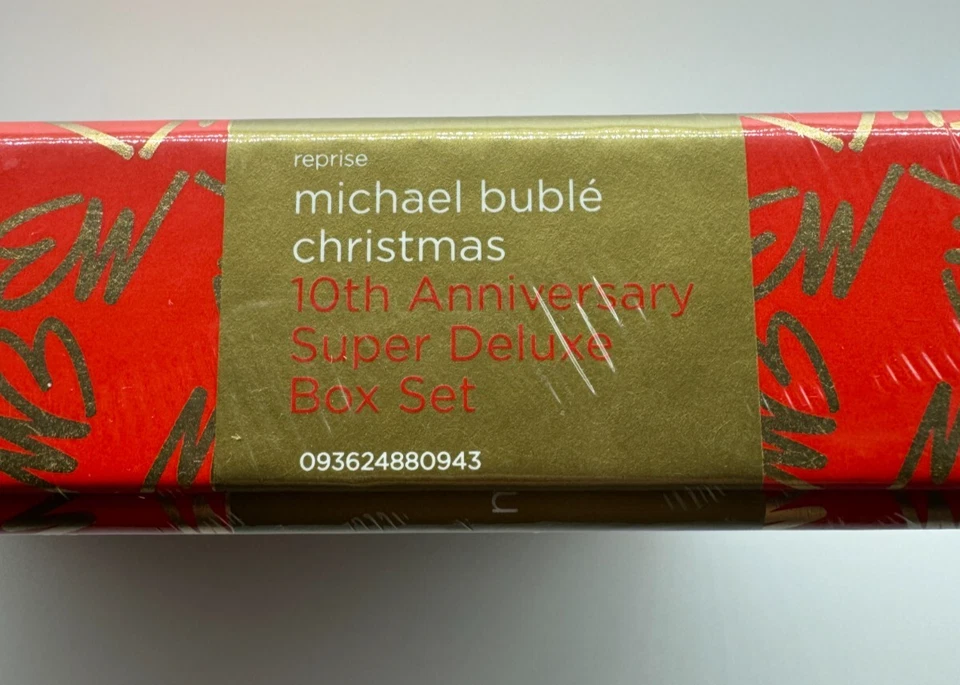 reprise
michael bublé
christmas
10th Anniversary
Super Deluxe
Box Set
093624880943